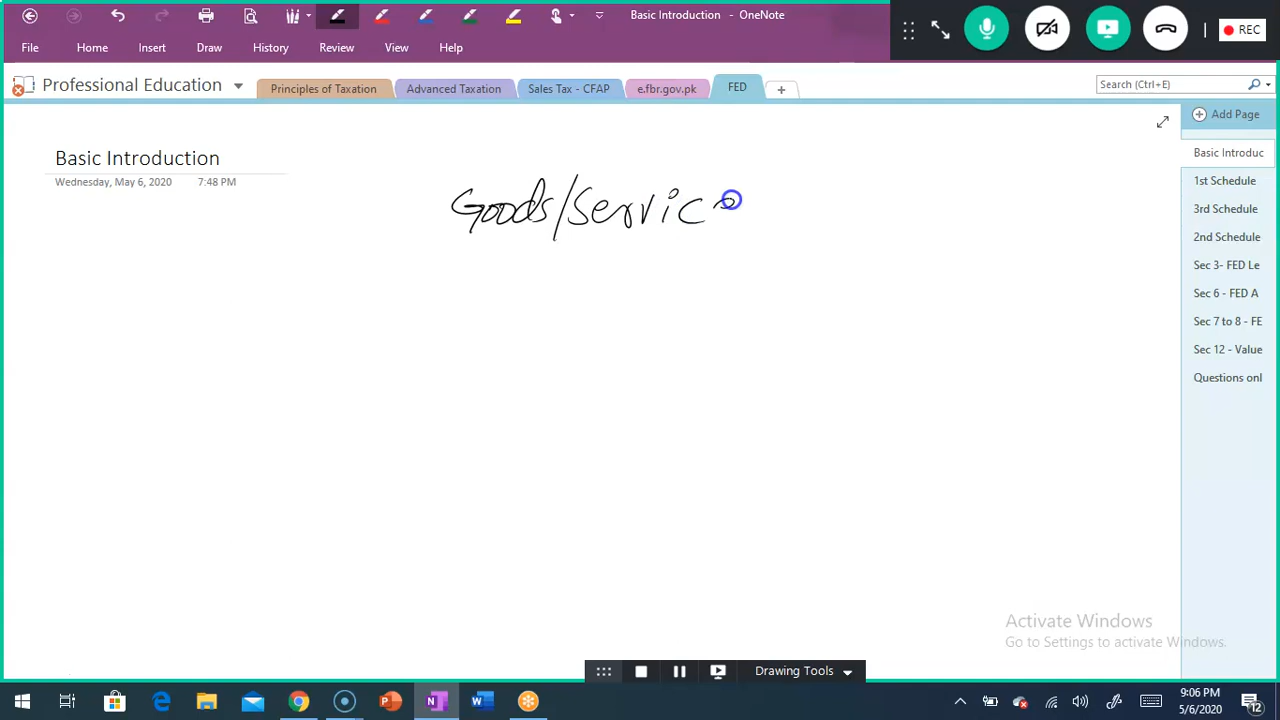 Basic Introduction - OneNote
REC
File Home Insert Draw History Review View Help
Professional Education Principles of Taxation Advanced Taxation Sales Tax - CFAP e.fbr.gov.pk FED Search (Ctrl+E)
Add Page
Basic Introduction
Wednesday, May 6, 2020 7:48 PM
Goods/Service
Basic Introduc
1st Schedule
3rd Schedule
2nd Schedule
Sec 3- FED Le
Sec 6 - FED A
Sec 7 to 8 - FE
Sec 12 - Value
Questions onl
Activate Windows
Go to Settings to activate Windows.
Drawing Tools
9:06 PM
5/6/2020
12